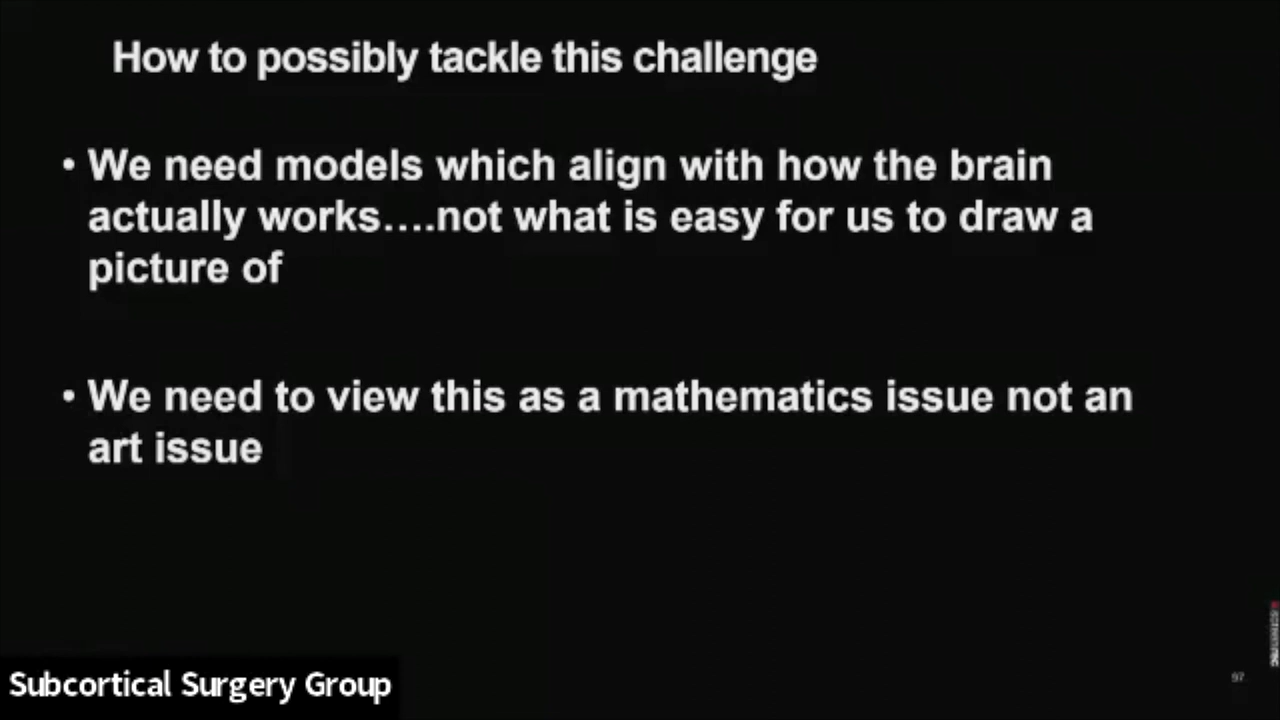 How to possibly tackle this challenge
• We need models which align with how the brain
actually works....not what is easy for us to draw a
picture of
• We need to view this as a mathematics issue not an
art issue
Subcortical Surgery Group
97